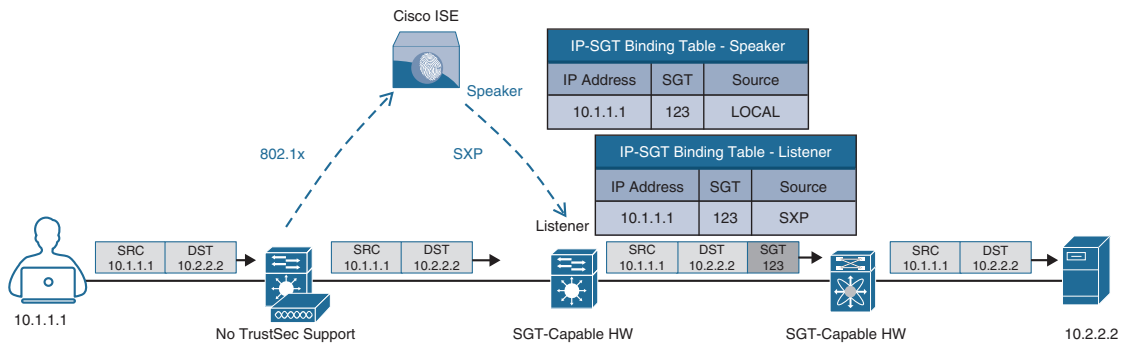 Cisco ISE
IP-SGT Binding Table - Speaker
IP Address SGT Source
10.1.1.1 123 LOCAL
Speaker
802.1x
SXP
IP-SGT Binding Table - Listener
IP Address SGT Source
10.1.1.1 123 SXP
Listener
SRC DST
10.1.1.1 10.2.2.2
SRC DST
10.1.1.1 10.2.2.2
SRC DST SGT
10.1.1.1 10.2.2.2 123
SRC DST
10.1.1.1 10.2.2.2
10.1.1.1
No TrustSec Support
SGT-Capable HW
SGT-Capable HW
10.2.2.2